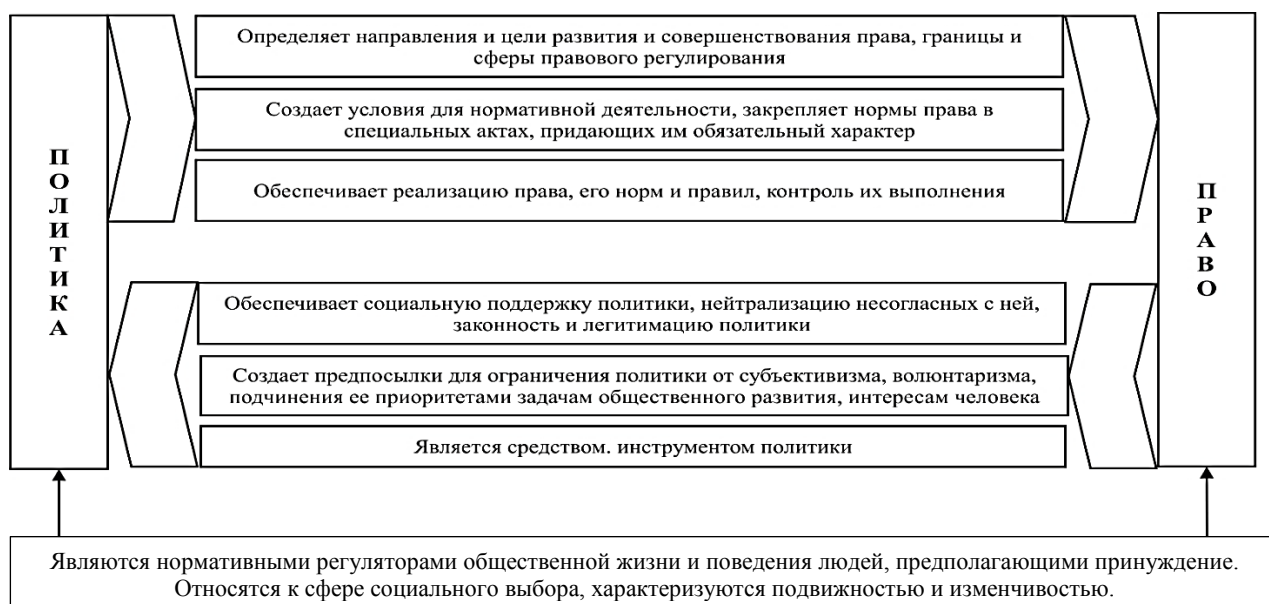 ПОЛИТИКА
Определяет направления и цели развития и совершенствования права, границы и
сферы правового регулирования
Создает условия для нормативной деятельности, закрепляет нормы права в
специальных актах, придающих им обязательный характер
Обеспечивает реализацию права, его норм и правил, контроль их выполнения
ПРАВО
Обеспечивает социальную поддержку политики, нейтрализацию несогласных с ней,
законность и легитимацию политики
Создает предпосылки для ограничения политики от субъективизма, волюнтаризма,
подчинения ее приоритетами задачам общественного развития, интересам человека
Является средством. инструментом политики
Являются нормативными регуляторами общественной жизни и поведения людей, предполагающими принуждение.
Относятся к сфере социального выбора, характеризуются подвижностью и изменчивостью.